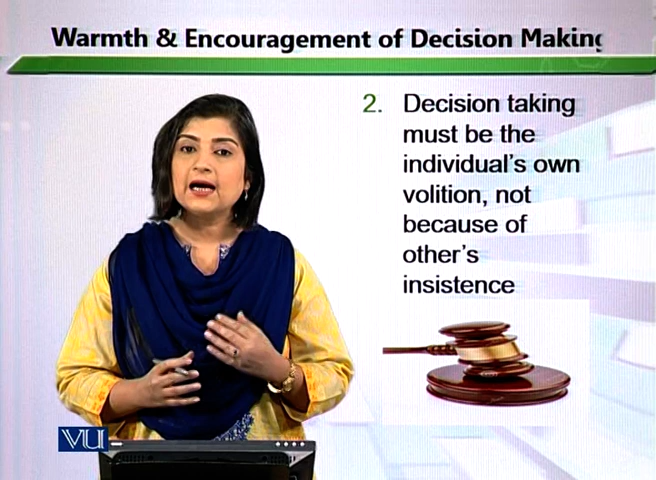 Warmth & Encouragement of Decision Making
2. Decision taking
must be the
individual's own
volition, not
because of
other's
insistence
VU